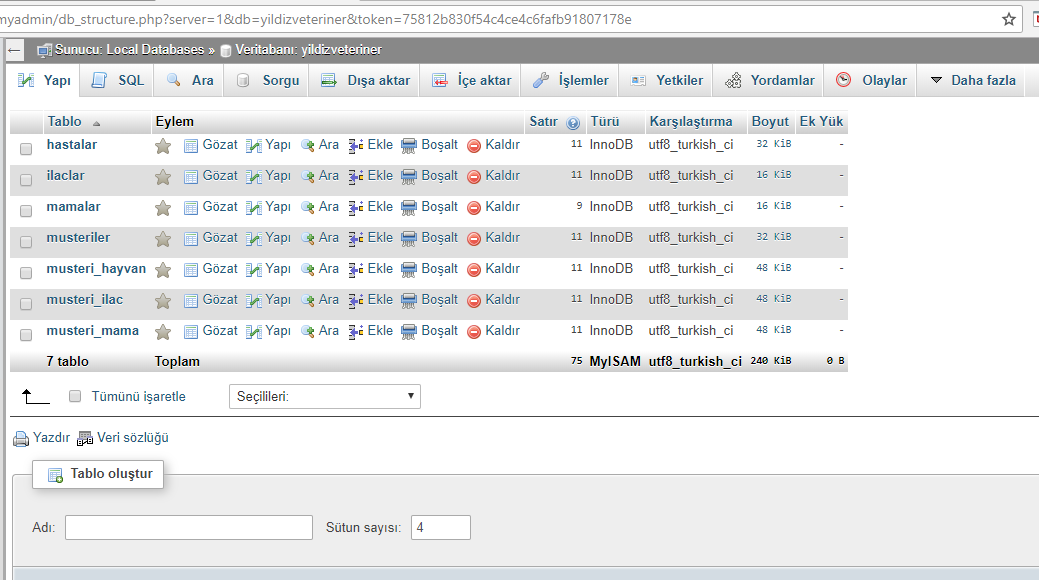 myadmin/db_structure.php?server=1&db=yildizveteriner&token=75812b830f54c4ce4c6fafb91807178e
Sunucu: Local Databases » Veritabanı: yildizveteriner
Yapı SQL Ara Sorgu Dışa aktar İçe aktar İşlemler Yetkiler Yordamlar Olaylar Daha fazla
Tablo Eylem Satır Türü Karşılaştırma Boyut Ek Yük
hastalar Gözat Yapı Ara Ekle Boşalt Kaldır 11 InnoDB utf8_turkish_ci 32 KiB -
ilaclar Gözat Yapı Ara Ekle Boşalt Kaldır 11 InnoDB utf8_turkish_ci 16 KiB -
mamalar Gözat Yapı Ara Ekle Boşalt Kaldır 9 InnoDB utf8_turkish_ci 16 KiB -
musteriler Gözat Yapı Ara Ekle Boşalt Kaldır 11 InnoDB utf8_turkish_ci 32 KiB -
musteri_hayvan Gözat Yapı Ara Ekle Boşalt Kaldır 11 InnoDB utf8_turkish_ci 48 KiB -
musteri_ilac Gözat Yapı Ara Ekle Boşalt Kaldır 11 InnoDB utf8_turkish_ci 48 KiB -
musteri_mama Gözat Yapı Ara Ekle Boşalt Kaldır 11 InnoDB utf8_turkish_ci 48 KiB -
7 tablo Toplam 75 MyISAM utf8_turkish_ci 240 KiB 0 B
Tümünü işaretle Seçilileri:
Yazdır Veri sözlüğü
Tablo oluştur
Adı: Sütun sayısı: 4